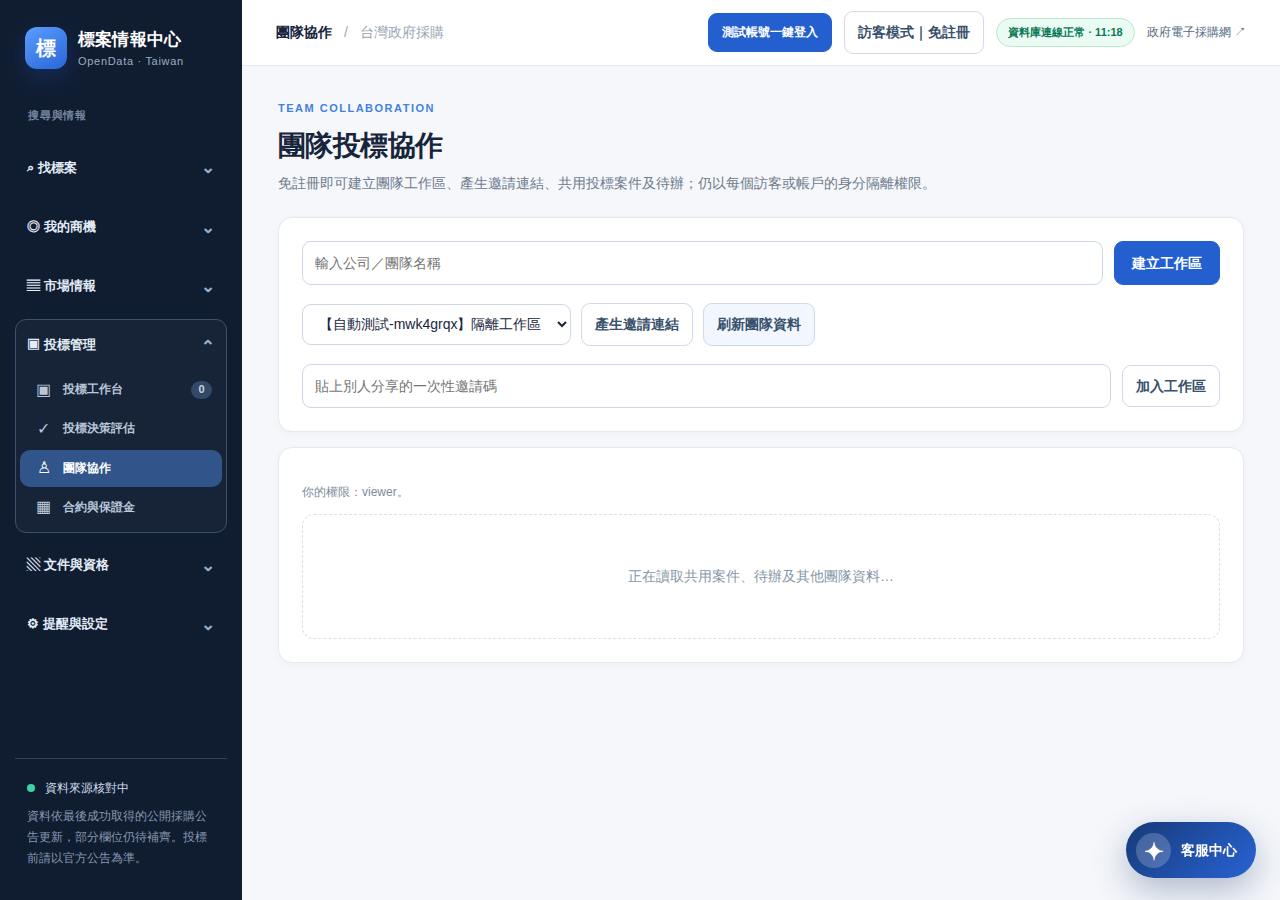 標
標案情報中心
OpenData · Taiwan
搜尋與情報
⌕ 找標案
◎ 我的商機
▤ 市場情報
▣ 投標管理
▣ 投標工作台 0
✓ 投標決策評估
♙ 團隊協作
▦ 合約與保證金
▧ 文件與資格
⚙ 提醒與設定
資料來源核對中
資料依最後成功取得的公開採購公
告更新，部分欄位仍待補齊。投標
前請以官方公告為準。
團隊協作 / 台灣政府採購
測試帳號一鍵登入
訪客模式｜免註冊
資料庫連線正常 · 11:18
政府電子採購網 ↗
TEAM COLLABORATION
團隊投標協作
免註冊即可建立團隊工作區、產生邀請連結、共用投標案件及待辦；仍以每個訪客或帳戶的身分隔離權限。
輸入公司／團隊名稱
建立工作區
【自動測試-mwk4grqx】隔離工作區
產生邀請連結
刷新團隊資料
貼上別人分享的一次性邀請碼
加入工作區
你的權限：viewer。
正在讀取共用案件、待辦及其他團隊資料…
客服中心